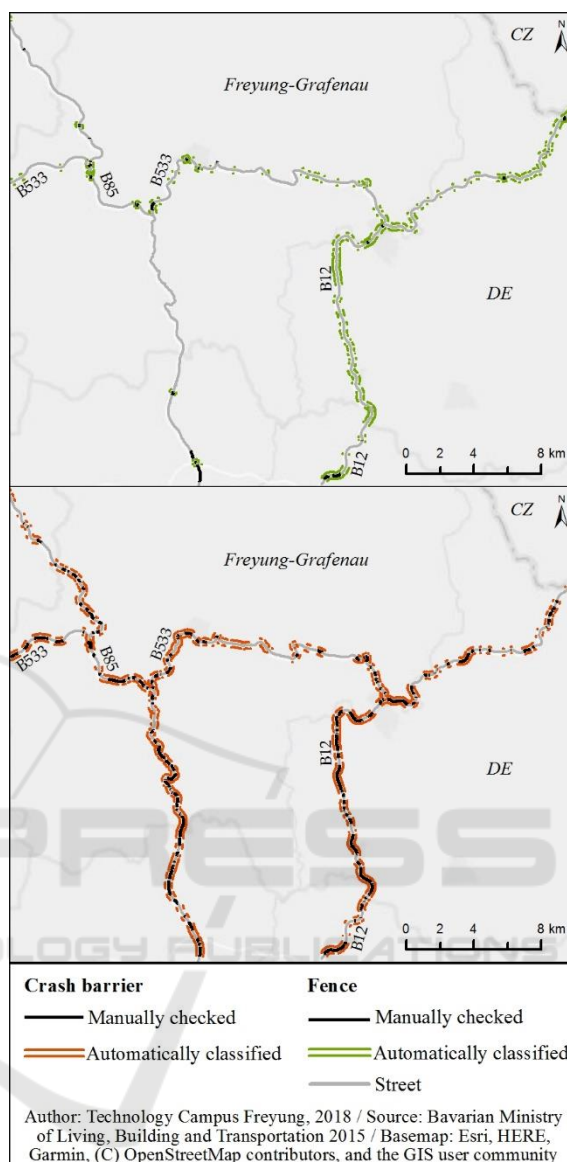 CZ
N
Freyung-Grafenau
B533
B85
B533
B12
DE
B12
0 2 4 8 km
CZ
N
Freyung-Grafenau
B533
B85
B533
B12
DE
B12
0 2 4 8 km
PRESS
OLOGY PUBLICATIONS
Crash barrier Fence
Manually checked Manually checked
Automatically classified Automatically classified
Street
Author: Technology Campus Freyung, 2018 / Source: Bavarian Ministry
of Living, Building and Transportation 2015 / Basemap: Esri, HERE,
Garmin, (C) OpenStreetMap contributors, and the GIS user community